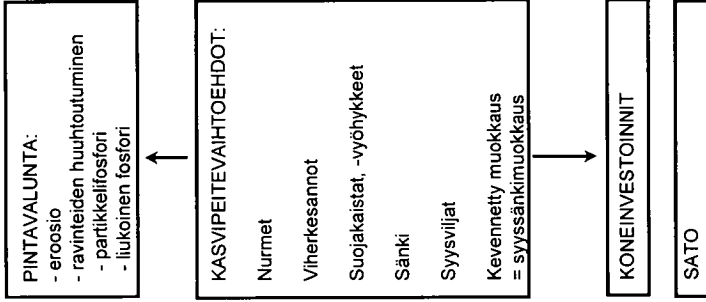 PINTAVALUNTA:
- eroosio
- ravinteiden huuhtoutuminen
- partikkelifosfori
- liukoinen fosfori
KASVIPEITEVAIHTOEHDOT:
Nurmet
Viherkesannot
Suojakaistat, -vyöhykkeet
Sänki
Syysviljat
Kevennetty muokkaus
= syyssänkimuokkaus
KONEINVESTOINNIT
SATO